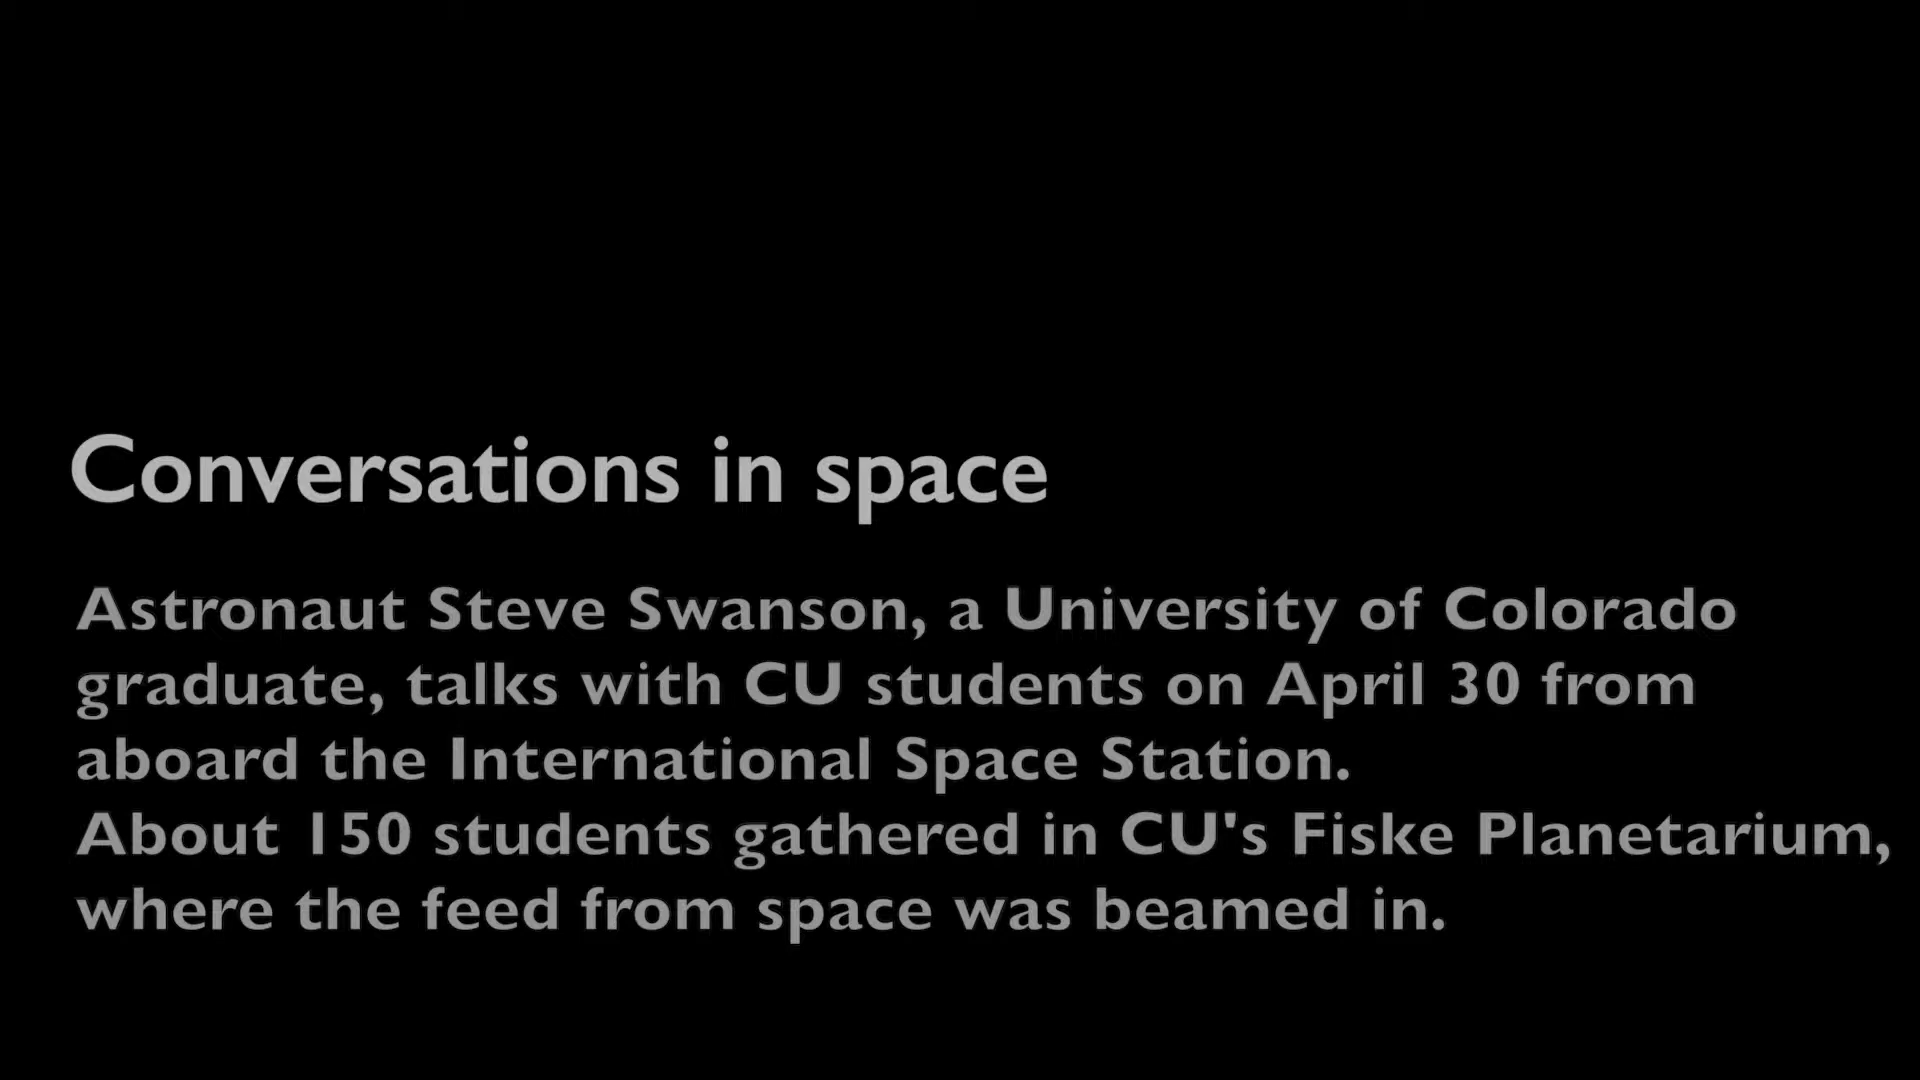 Conversations in space
Astronaut Steve Swanson, a University of Colorado
graduate, talks with CU students on April 30 from
aboard the International Space Station.
About 150 students gathered in CU's Fiske Planetarium,
where the feed from space was beamed in.